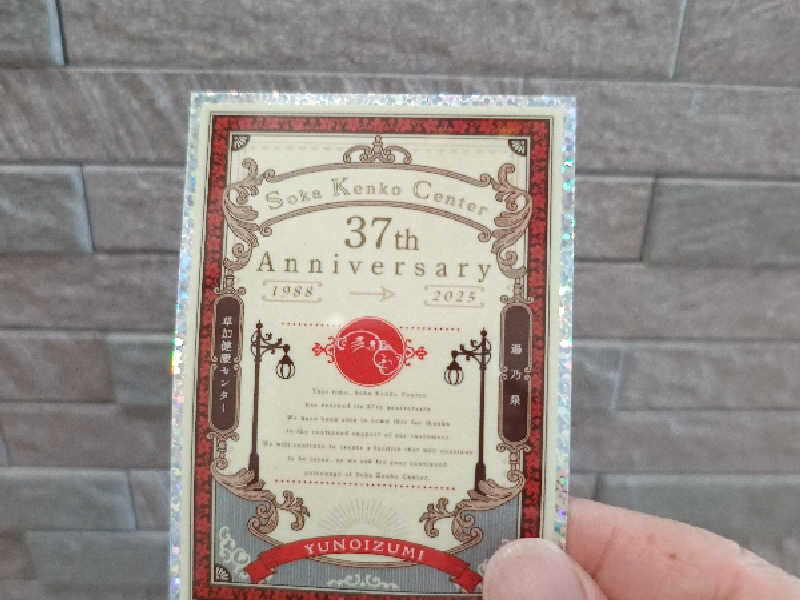 Soka Kenko Center
37th
Anniversary
1988 → 2025
草加健康センター
湯乃泉
This time, Soka Kenko Center
has reached its 37th anniversary
We have been able to come this far thanks
to the continued support of our customers.
We will continue to create a facility that will continue
to be loved, so we ask for your continued
patronage of Soka Kenko Center.
YUNOIZUMI